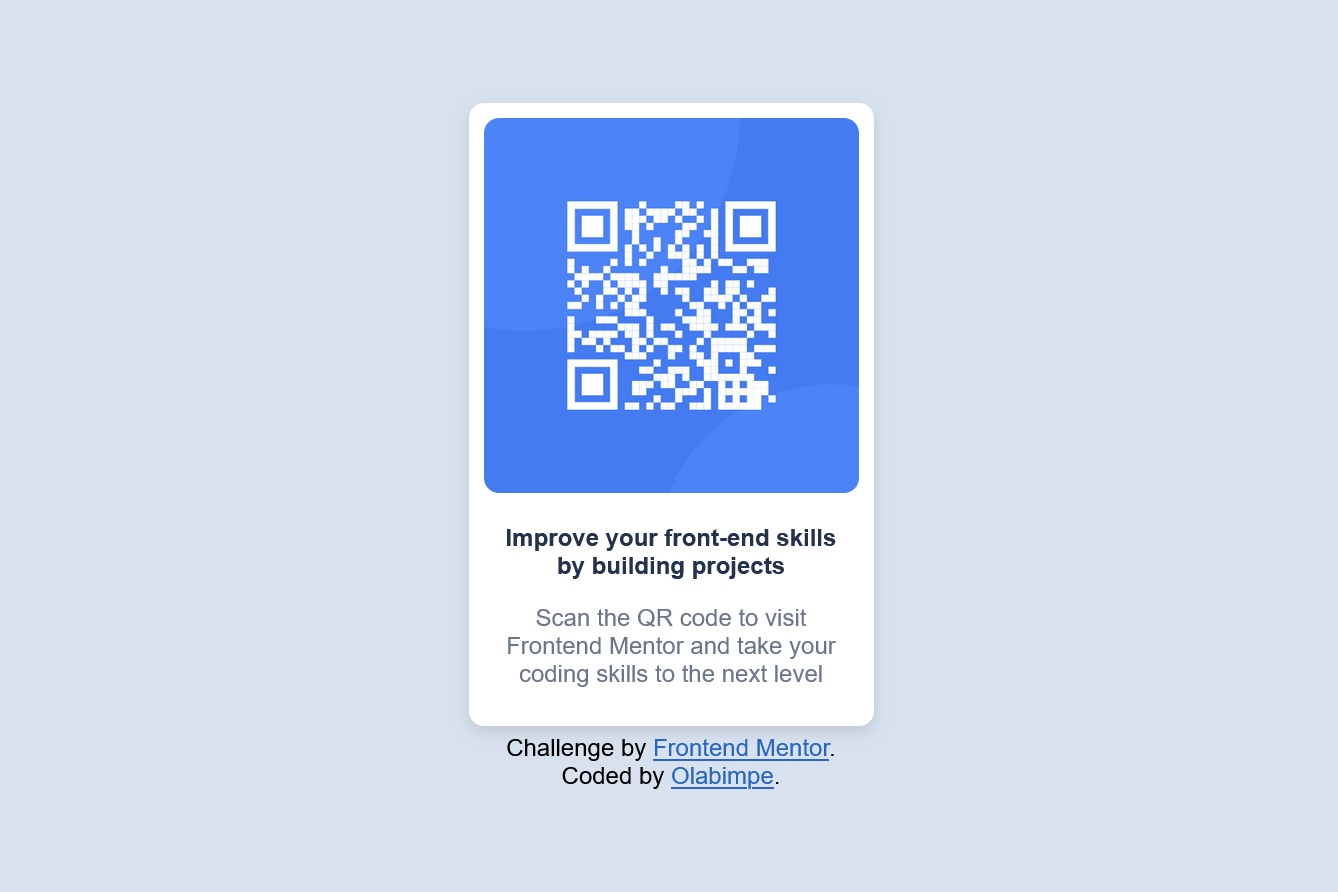 Improve your front-end skills
by building projects
Scan the QR code to visit
Frontend Mentor and take your
coding skills to the next level
Challenge by Frontend Mentor.
Coded by Olabimpe.